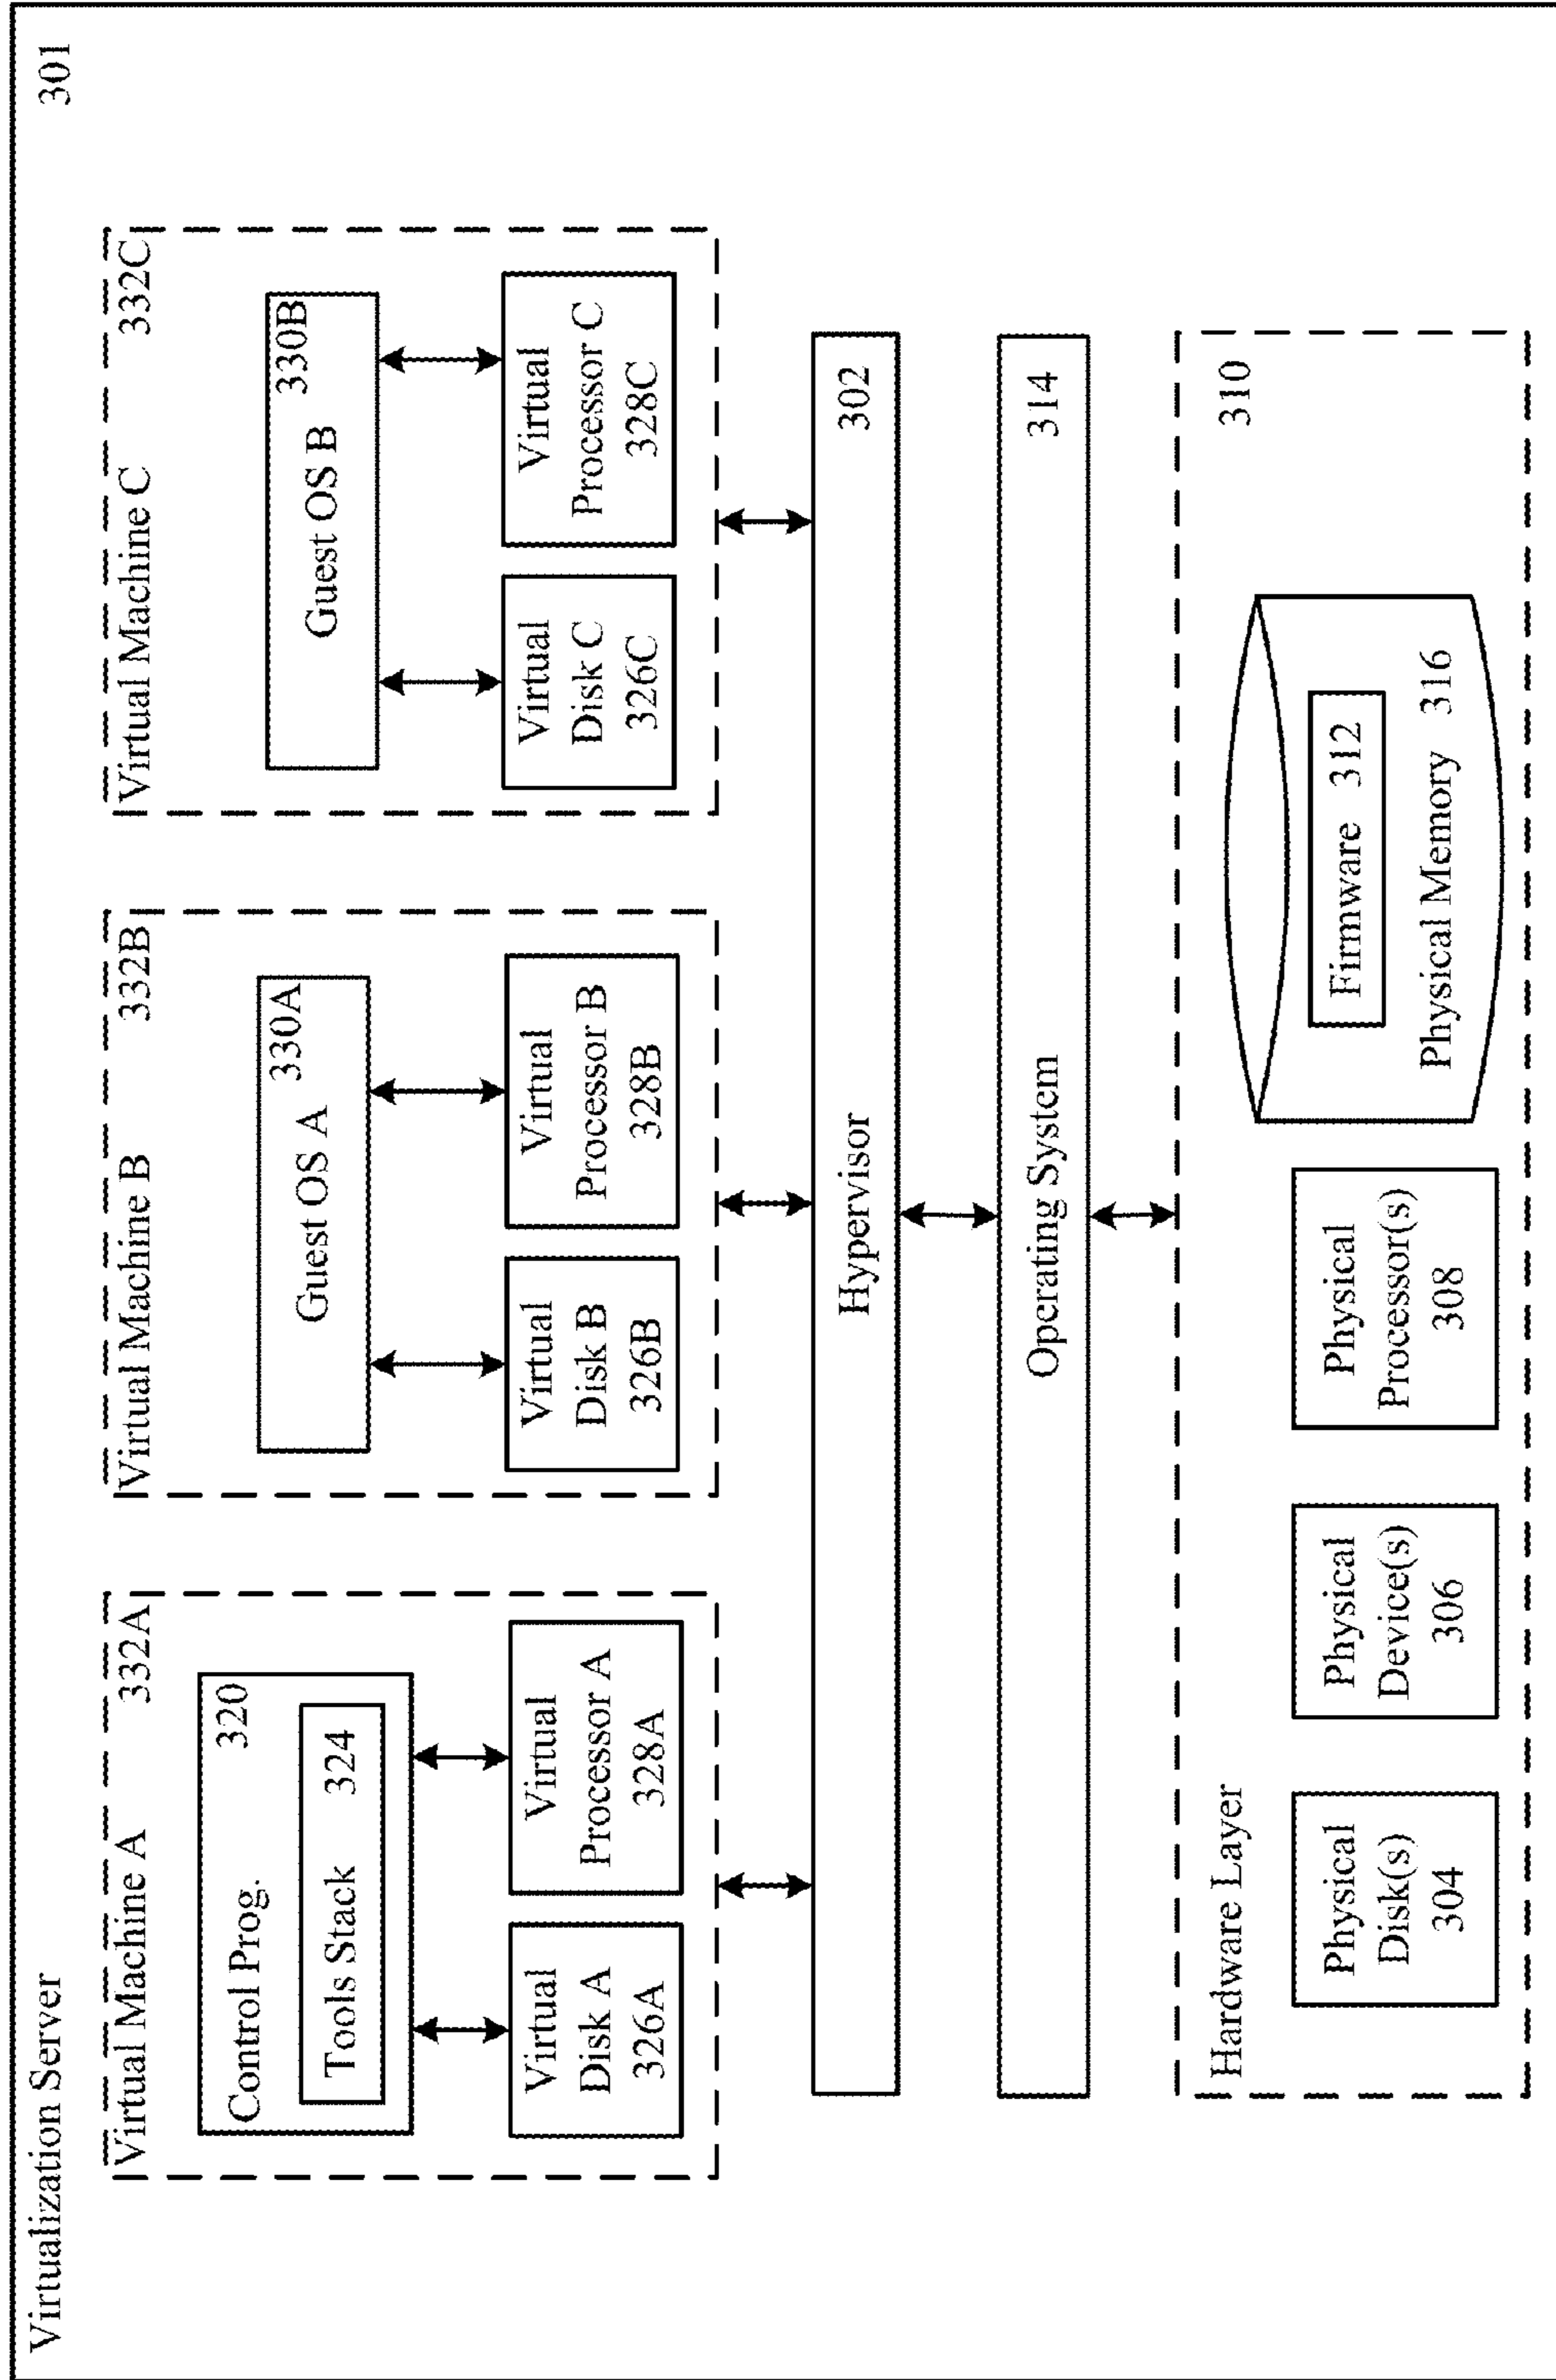 Virtualization Server
301
Virtual Machine A 332A
Control Prog. 320
Tools Stack 324
Virtual
Disk A
326A
Virtual
Processor A
328A
Virtual Machine B 332B
330A
Guest OS A
Virtual
Disk B
326B
Virtual
Processor B
328B
Virtual Machine C 332C
330B
Guest OS B
Virtual
Disk C
326C
Virtual
Processor C
328C
Hypervisor 302
Operating System 314
Hardware Layer 310
Physical
Disk(s)
304
Physical
Device(s)
306
Physical
Processor(s)
308
Firmware 312
Physical Memory 316